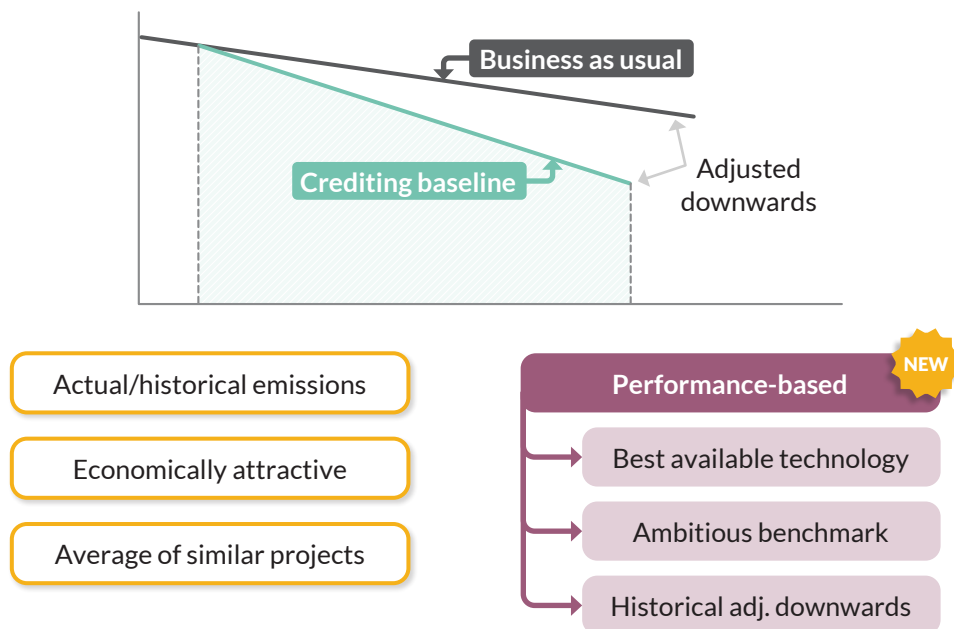 Business as usual
Crediting baseline
Adjusted
downwards
Actual/historical emissions
Economically attractive
Average of similar projects
NEW
Performance-based
Best available technology
Ambitious benchmark
Historical adj. downwards